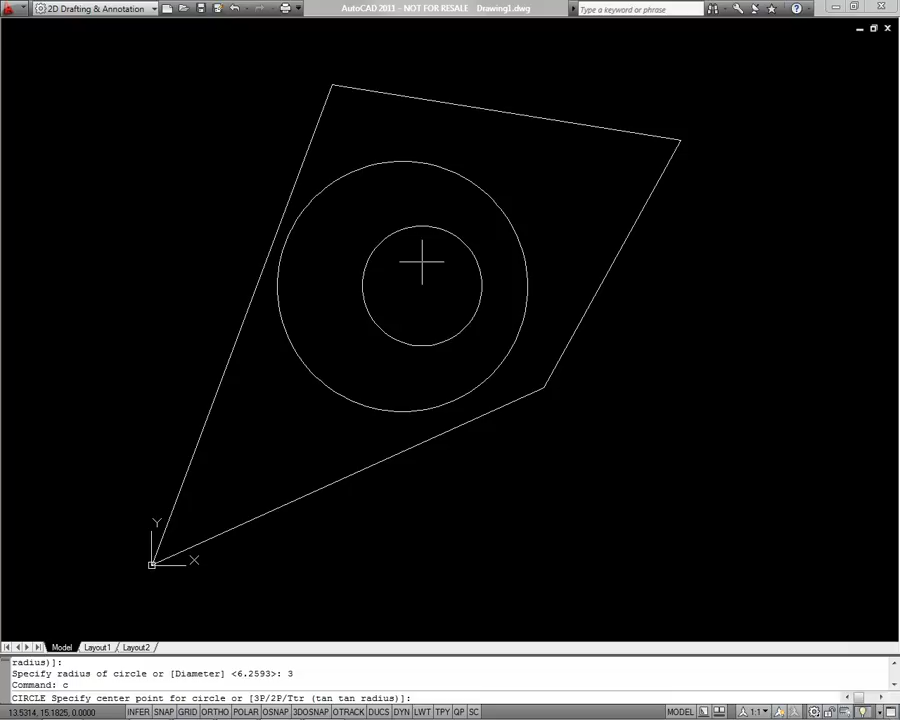 2D Drafting & Annotation
AutoCAD 2011 - NOT FOR RESALE Drawing1.dwg
Type a keyword or phrase
Y
X
Model Layout1 Layout2
radius)]:
Specify radius of circle or [Diameter] <6.2593>: 3
Command: c
CIRCLE Specify center point for circle or [3P/2P/Ttr (tan tan radius)]:
13.5314, 15.1825, 0.0000 INFER SNAP GRID ORTHO POLAR OSNAP 3DOSNAP OTRACK DUCS DYN LWT TPY QP SC MODEL 1:1